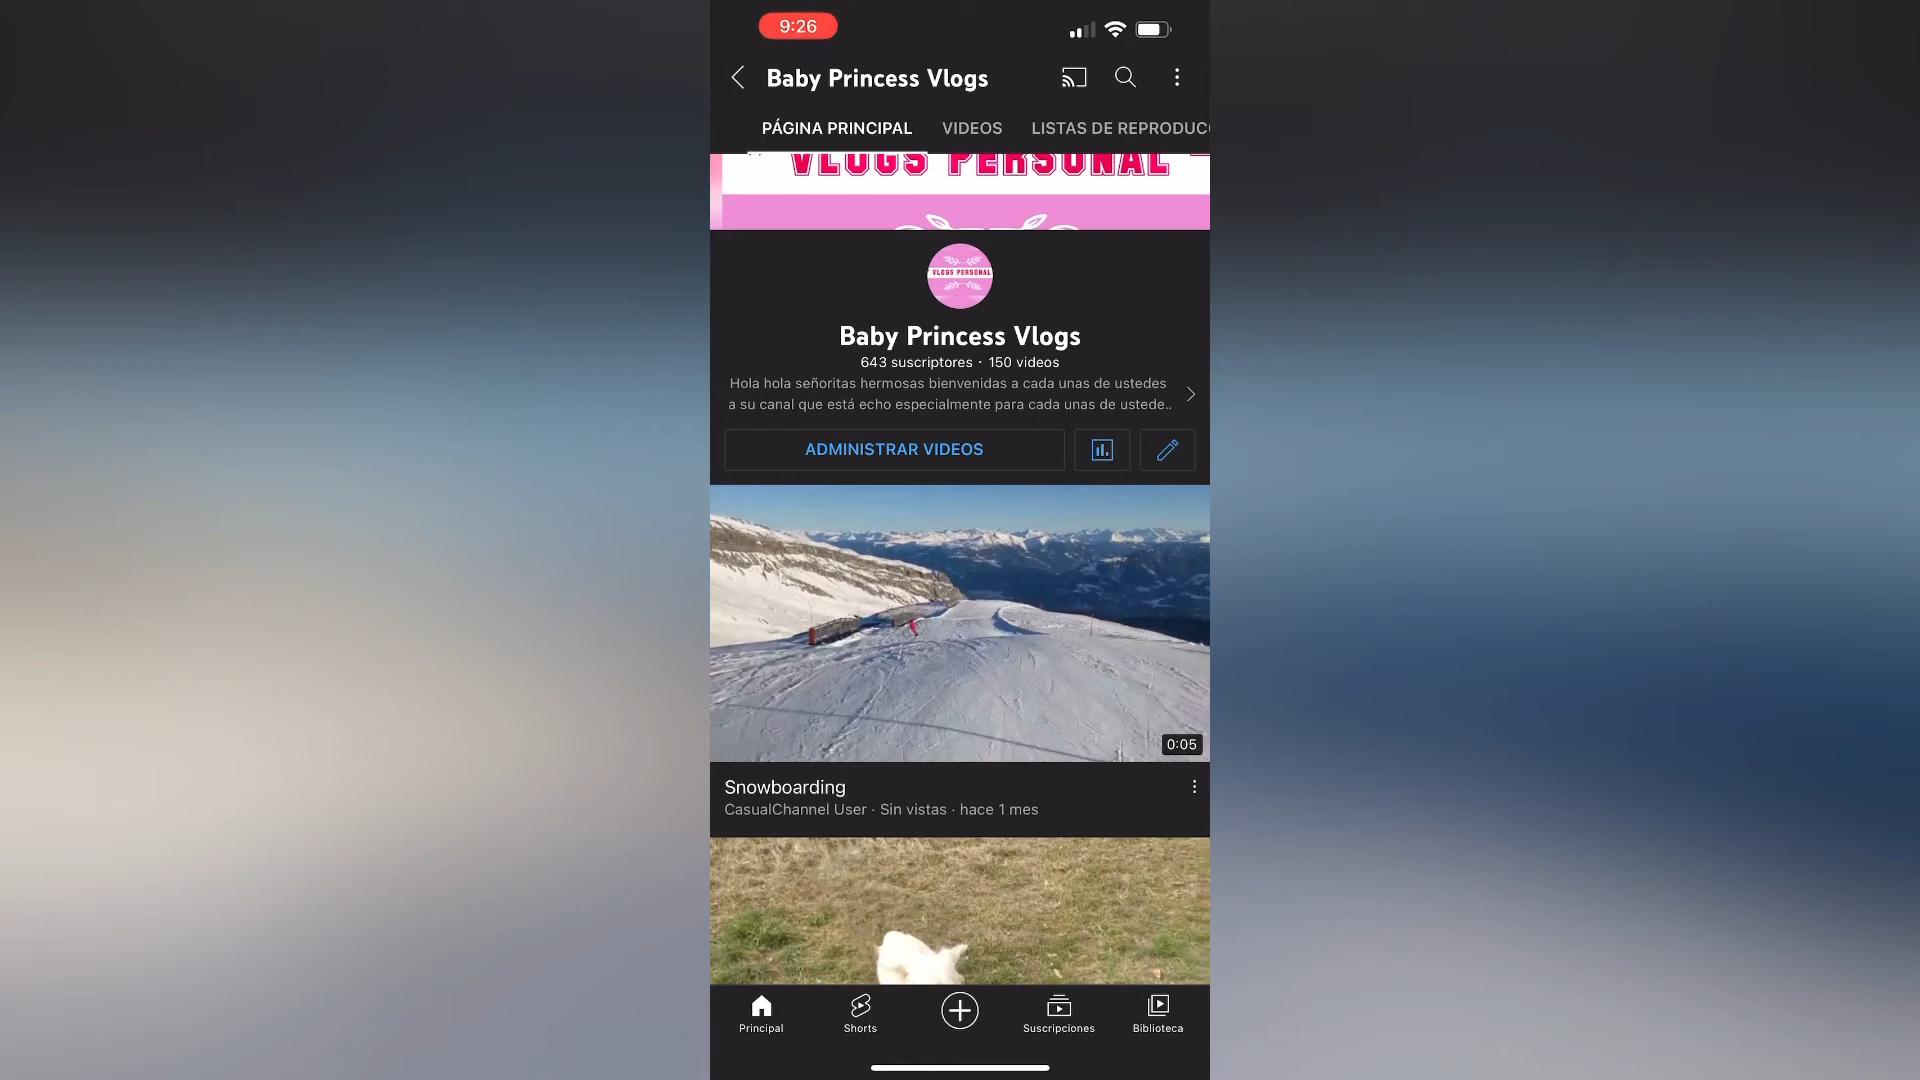 9:26
Baby Princess Vlogs
PÁGINA PRINCIPAL VIDEOS LISTAS DE REPRODUC
VLOGS PERSONAL
VLOGS PERSONAL
Baby Princess Vlogs
643 suscriptores · 150 videos
Hola hola señoritas hermosas bienvenidas a cada unas de ustedes
a su canal que está echo especialmente para cada unas de ustede..
ADMINISTRAR VIDEOS
0:05
Snowboarding
CasualChannel User · Sin vistas · hace 1 mes
Principal Shorts Suscripciones Biblioteca